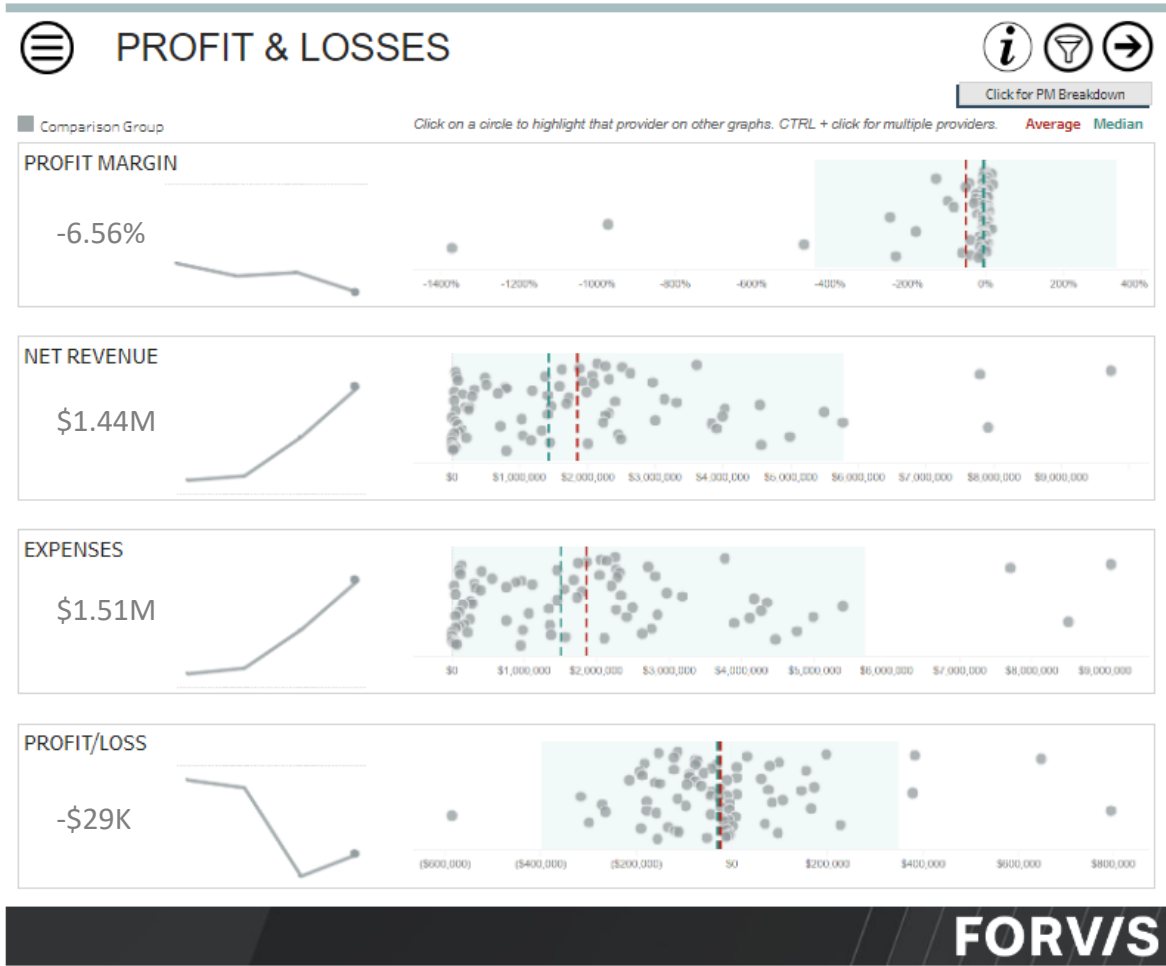 PROFIT & LOSSES
Click for PM Breakdown
Comparison Group
Click on a circle to highlight that provider on other graphs. CTRL + click for multiple providers.
Average Median
PROFIT MARGIN
-6.56%
-1400% -1200% -1000% -800% -600% -400% -200% 0% 200% 400%
NET REVENUE
$1.44M
$0 $1,000,000 $2,000,000 $3,000,000 $4,000,000 $5,000,000 $6,000,000 $7,000,000 $8,000,000 $9,000,000
EXPENSES
$1.51M
$0 $1,000,000 $2,000,000 $3,000,000 $4,000,000 $5,000,000 $6,000,000 $7,000,000 $8,000,000 $9,000,000
PROFIT/LOSS
-$29K
($600,000) ($400,000) ($200,000) $0 $200,000 $400,000 $600,000 $800,000
FORV/S